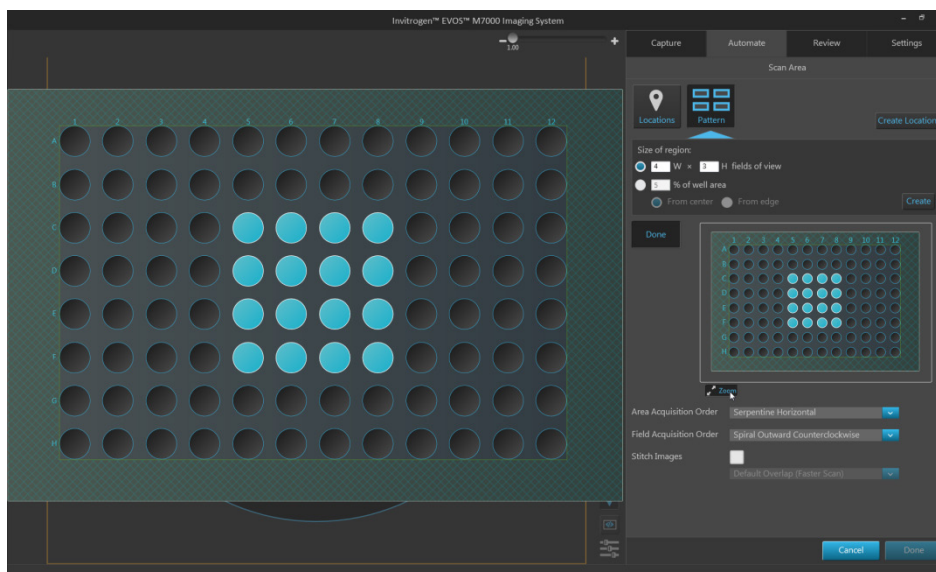 Invitrogen™ EVOS™ M7000 Imaging System
1.00
Capture Automate Review Settings
Scan Area
Locations Pattern Create Location
Size of region:
4 W × 3 H fields of view
5 % of well area
From center From edge Create
Done
1 2 3 4 5 6 7 8 9 10 11 12
A
B
C
D
E
F
G
H
1 2 3 4 5 6 7 8 9 10 11 12
A
B
C
D
E
F
G
H
Zoom
Area Acquisition Order Serpentine Horizontal
Field Acquisition Order Spiral Outward Counterclockwise
Stitch Images
Default Overlap (Faster Scan)
Cancel Done